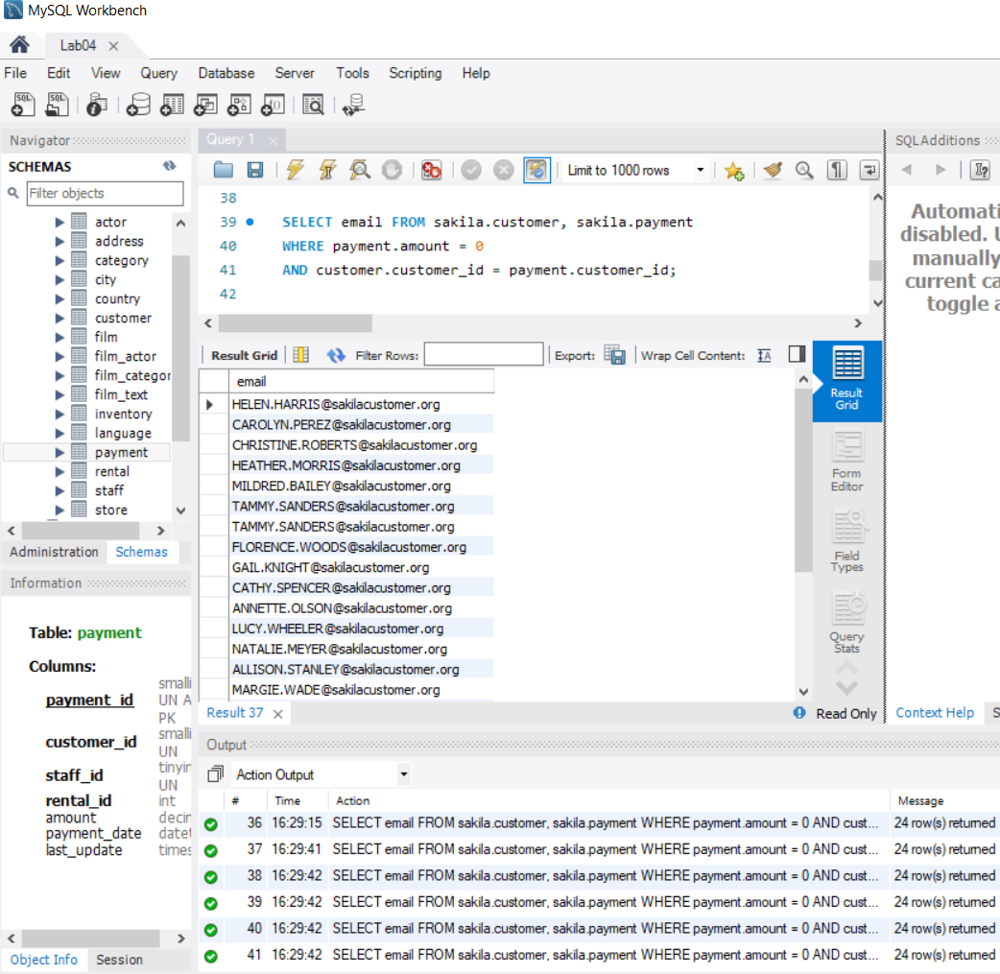 MySQL Workbench
Lab04
File Edit View Query Database Server Tools Scripting Help
Navigator
SCHEMAS
Filter objects
actor
address
category
city
country
customer
film
film_actor
film_categor
film_text
inventory
language
payment
rental
staff
store
Administration Schemas
Information
Table: payment
Columns:
payment_id smalli
UN A
PK
customer_id smalli
UN
staff_id tinyin
UN
rental_id int
amount decin
payment_date datet
last_update times
Object Info Session
Query 1
Limit to 1000 rows
38
39 SELECT email FROM sakila.customer, sakila.payment
40 WHERE payment.amount = 0
41 AND customer.customer_id = payment.customer_id;
42
Result Grid Filter Rows: Export: Wrap Cell Content:
email
HELEN.HARRIS@sakilacustomer.org
CAROLYN.PEREZ@sakilacustomer.org
CHRISTINE.ROBERTS@sakilacustomer.org
HEATHER.MORRIS@sakilacustomer.org
MILDRED.BAILEY@sakilacustomer.org
TAMMY.SANDERS@sakilacustomer.org
TAMMY.SANDERS@sakilacustomer.org
FLORENCE.WOODS@sakilacustomer.org
GAIL.KNIGHT@sakilacustomer.org
CATHY.SPENCER@sakilacustomer.org
ANNETTE.OLSON@sakilacustomer.org
LUCY.WHEELER@sakilacustomer.org
NATALIE.MEYER@sakilacustomer.org
ALLISON.STANLEY@sakilacustomer.org
MARGIE.WADE@sakilacustomer.org
Result
Grid
Form
Editor
Field
Types
Query
Stats
Result 37
Read Only
SQLAdditions
Automati
disabled. U
manually
current ca
toggle a
Context Help S
Output
Action Output
# Time Action Message
36 16:29:15 SELECT email FROM sakila.customer, sakila.payment WHERE payment.amount = 0 AND cust... 24 row(s) returned
37 16:29:41 SELECT email FROM sakila.customer, sakila.payment WHERE payment.amount = 0 AND cust... 24 row(s) returned
38 16:29:42 SELECT email FROM sakila.customer, sakila.payment WHERE payment.amount = 0 AND cust... 24 row(s) returned
39 16:29:42 SELECT email FROM sakila.customer, sakila.payment WHERE payment.amount = 0 AND cust... 24 row(s) returned
40 16:29:42 SELECT email FROM sakila.customer, sakila.payment WHERE payment.amount = 0 AND cust... 24 row(s) returned
41 16:29:42 SELECT email FROM sakila.customer, sakila.payment WHERE payment.amount = 0 AND cust... 24 row(s) returned